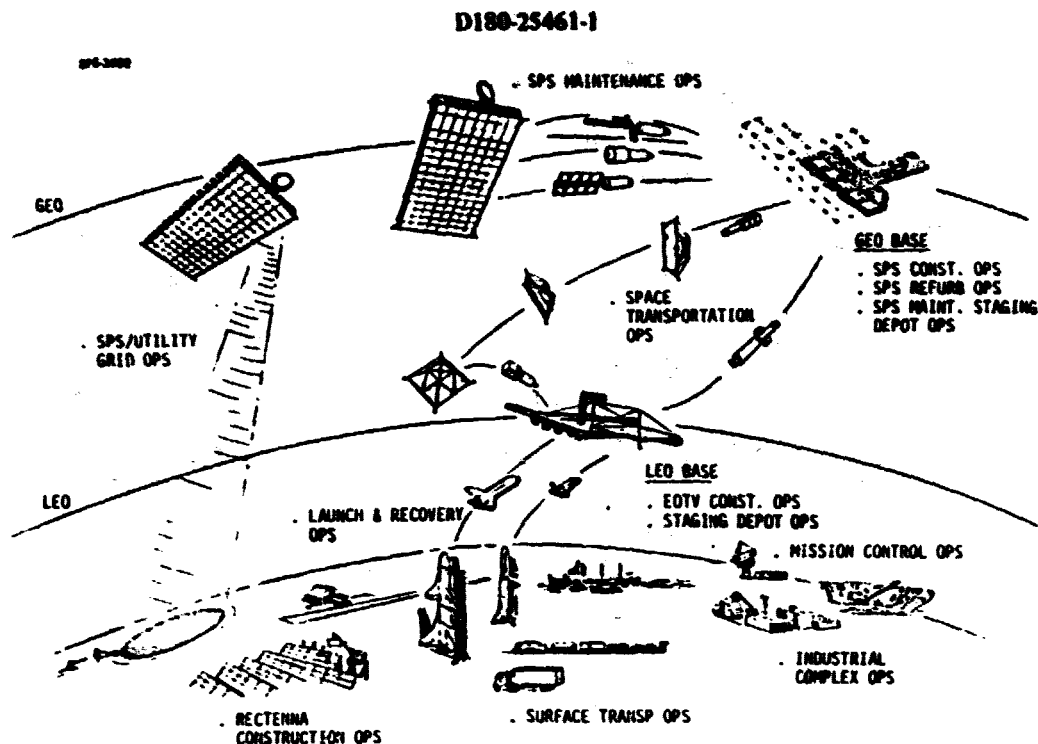 D180-25461-1
. SPS MAINTENANCE OPS
GEO
GEO BASE
. SPS CONST. OPS
. SPS REFURB OPS
. SPS MAINT. STAGING
DEPOT OPS
. SPACE
TRANSPORTATION
OPS
. SPS/UTILITY
GRID OPS
LEO
LEO BASE
. EOTV CONST. OPS
. STAGING DEPOT OPS
. LAUNCH & RECOVERY
OPS
. MISSION CONTROL OPS
. INDUSTRIAL
COMPLEX OPS
. SURFACE TRANSP OPS
. RECTENNA
CONSTRUCTION OPS